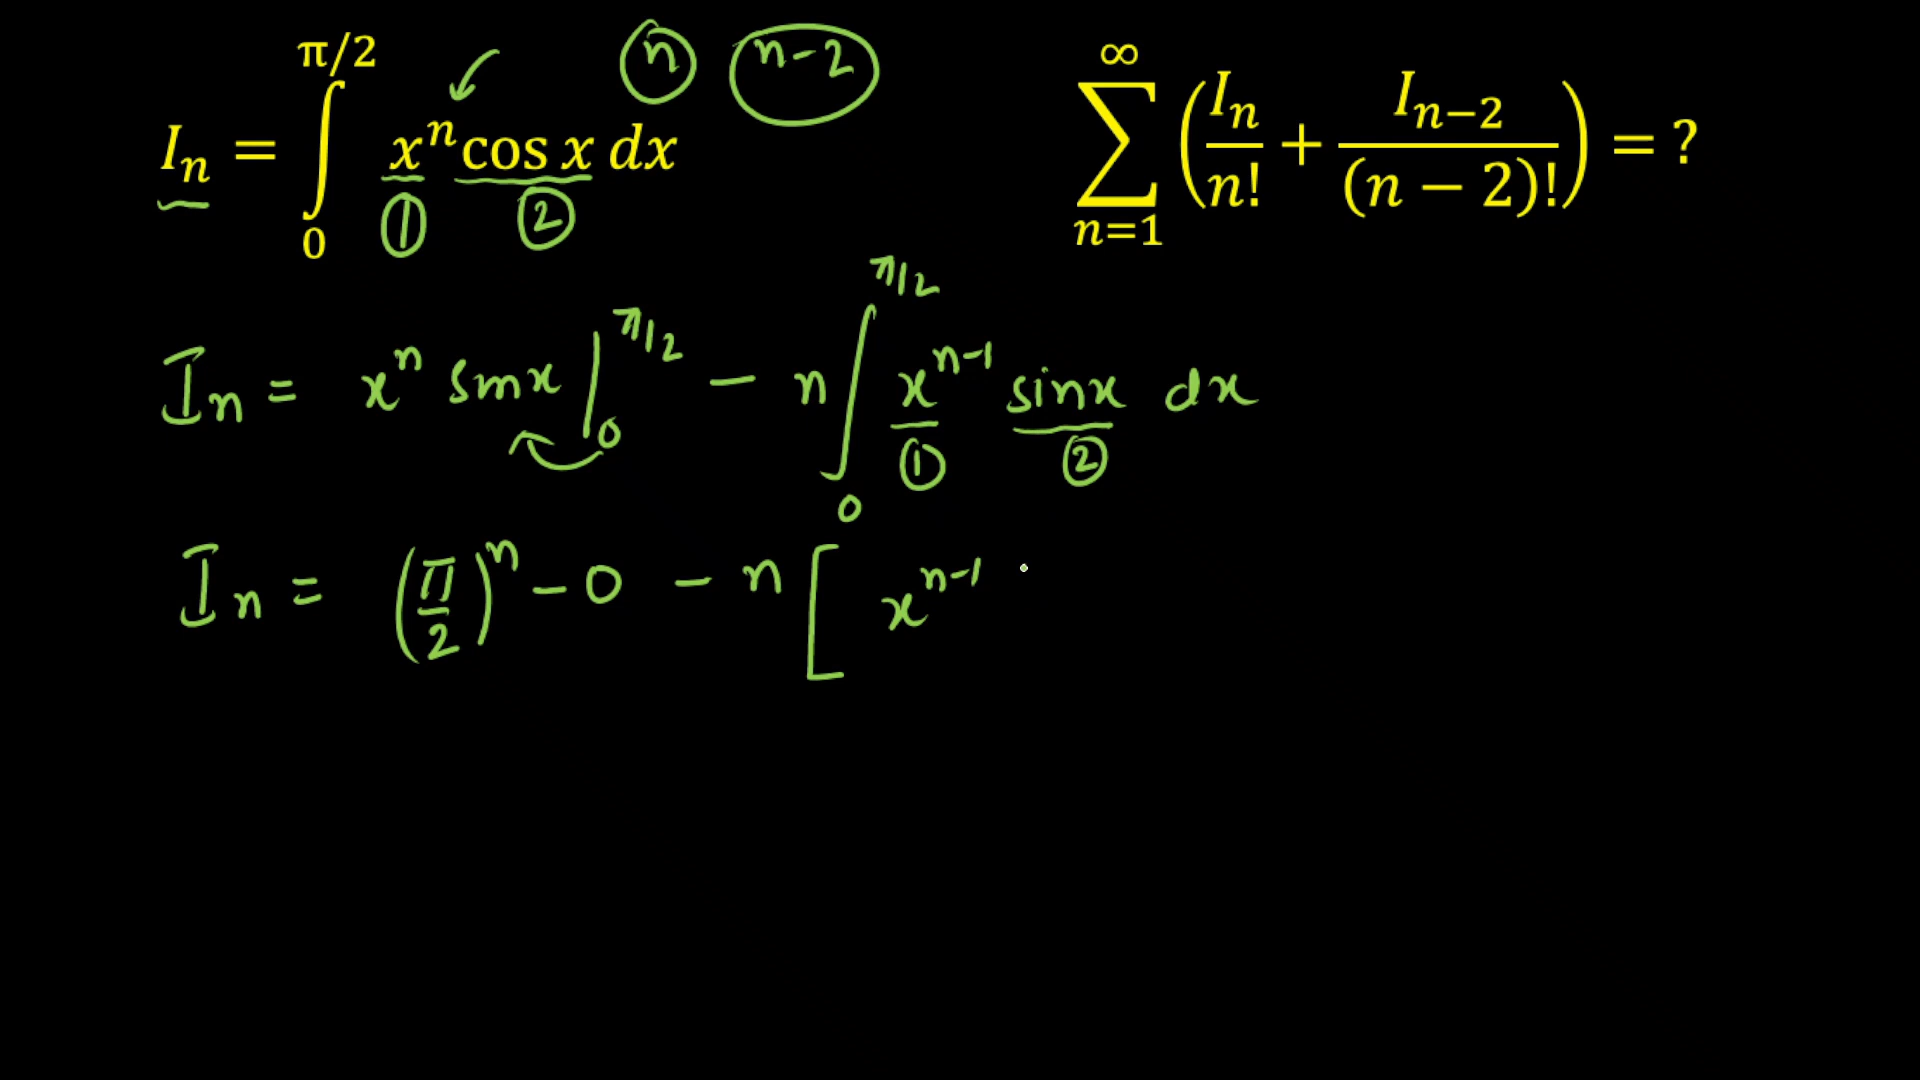 I_n = ∫_0^{π/2} x^n cos x dx
① ②
n n-2
∑_{n=1}^{∞} (I_n/n! + I_{n−2}/(n − 2)!) = ?
I_n = x^n sinx |_0^{π/2} - n ∫_0^{π/2} x^{n-1} sinx dx
① ②
I_n = (π/2)^n - 0 - n [ x^{n-1}